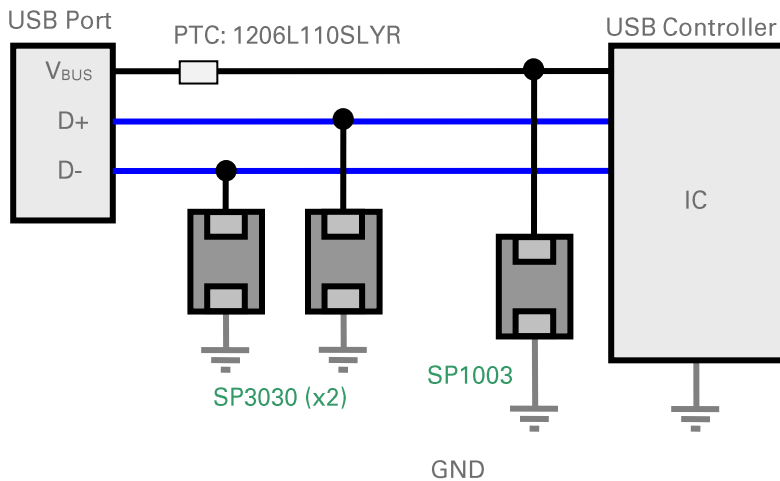 USB Port
PTC: 1206L110SLYR
USB Controller
VBUS
D+
D-
IC
SP3030 (x2)
SP1003
GND